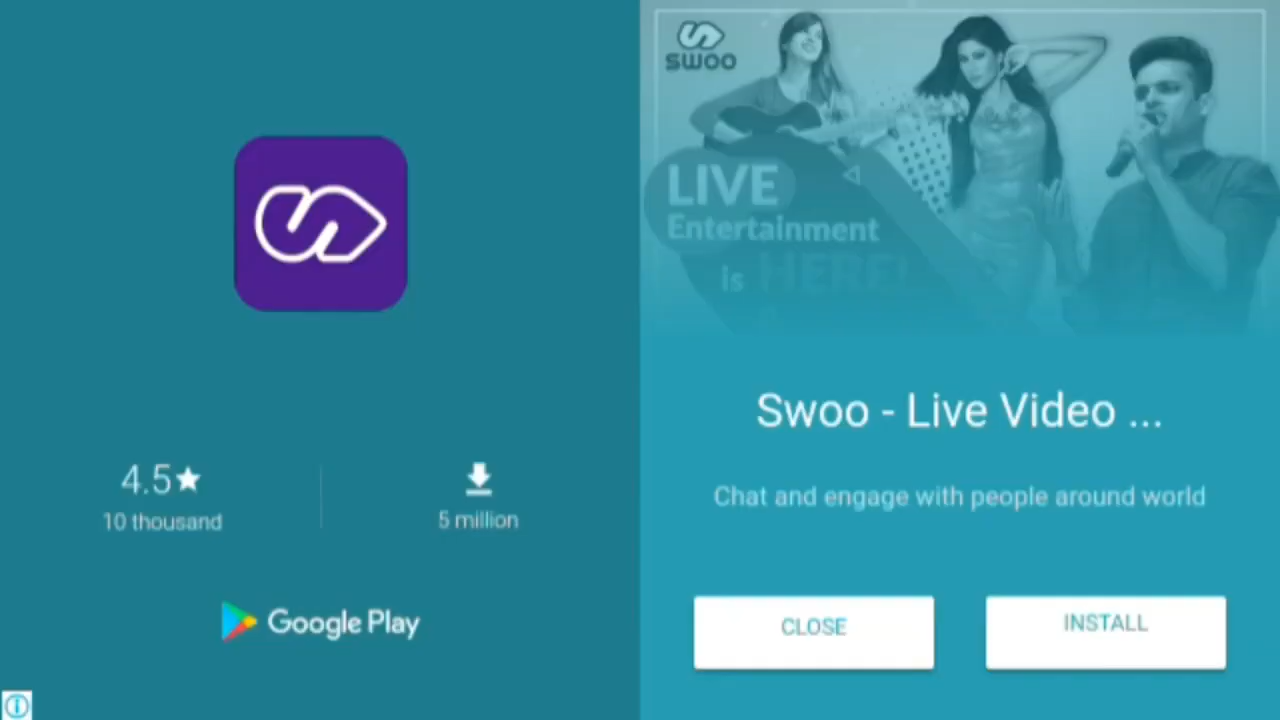 4.5★
10 thousand
5 million
Google Play
SWOO
LIVE
Entertainment
is HERE!
Swoo - Live Video ...
Chat and engage with people around world
CLOSE
INSTALL